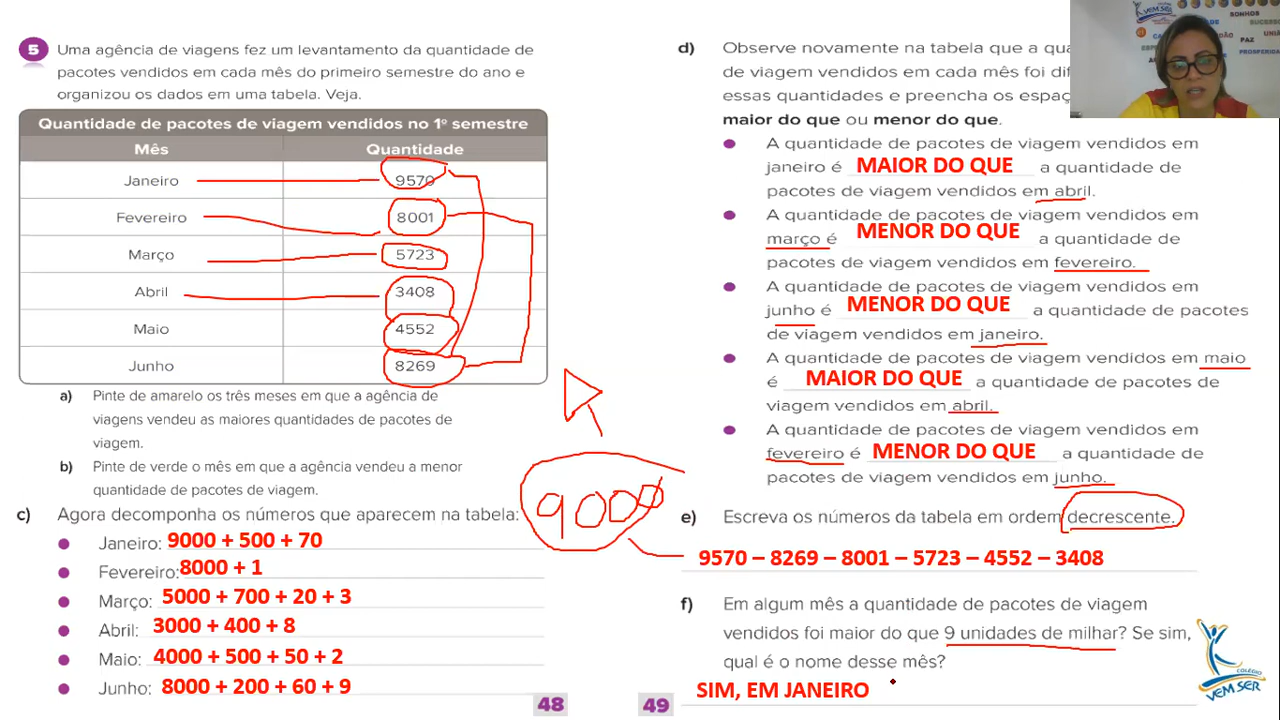 5 Uma agência de viagens fez um levantamento da quantidade de
pacotes vendidos em cada mês do primeiro semestre do ano e
organizou os dados em uma tabela. Veja.
Quantidade de pacotes de viagem vendidos no 1º semestre
Mês Quantidade
Janeiro 9570
Fevereiro 8001
Março 5723
Abril 3408
Maio 4552
Junho 8269
a) Pinte de amarelo os três meses em que a agência de
viagens vendeu as maiores quantidades de pacotes de
viagem.
b) Pinte de verde o mês em que a agência vendeu a menor
quantidade de pacotes de viagem.
c) Agora decomponha os números que aparecem na tabela:
Janeiro: 9000 + 500 + 70
Fevereiro: 8000 + 1
Março: 5000 + 700 + 20 + 3
Abril: 3000 + 400 + 8
Maio: 4000 + 500 + 50 + 2
Junho: 8000 + 200 + 60 + 9
48
9000
d) Observe novamente na tabela que a
de viagem vendidos em cada mês foi
essas quantidades e preencha os
maior do que ou menor do que.
A quantidade de pacotes de viagem vendidos em
janeiro é MAIOR DO QUE a quantidade de
pacotes de viagem vendidos em abril.
A quantidade de pacotes de viagem vendidos em
março é MENOR DO QUE a quantidade de
pacotes de viagem vendidos em fevereiro.
A quantidade de pacotes de viagem vendidos em
junho é MENOR DO QUE a quantidade de pacotes
de viagem vendidos em janeiro.
A quantidade de pacotes de viagem vendidos em maio
é MAIOR DO QUE a quantidade de pacotes de
viagem vendidos em abril.
A quantidade de pacotes de viagem vendidos em
fevereiro é MENOR DO QUE a quantidade de
pacotes de viagem vendidos em junho.
e) Escreva os números da tabela em ordem decrescente.
9570 – 8269 – 8001 – 5723 – 4552 – 3408
f) Em algum mês a quantidade de pacotes de viagem
vendidos foi maior do que 9 unidades de milhar? Se sim,
qual é o nome desse mês?
SIM, EM JANEIRO
49
COLÉGIO
VEM SER
VEM SER
SONHOS
PAZ